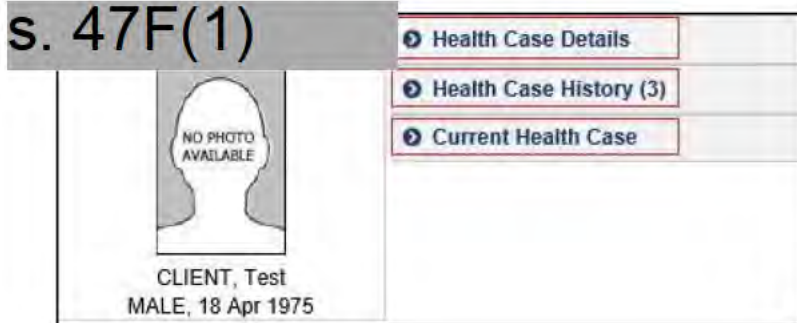 s. 47F(1)
NO PHOTO
AVAILABLE
CLIENT, Test
MALE, 18 Apr 1975
Health Case Details
Health Case History (3)
Current Health Case